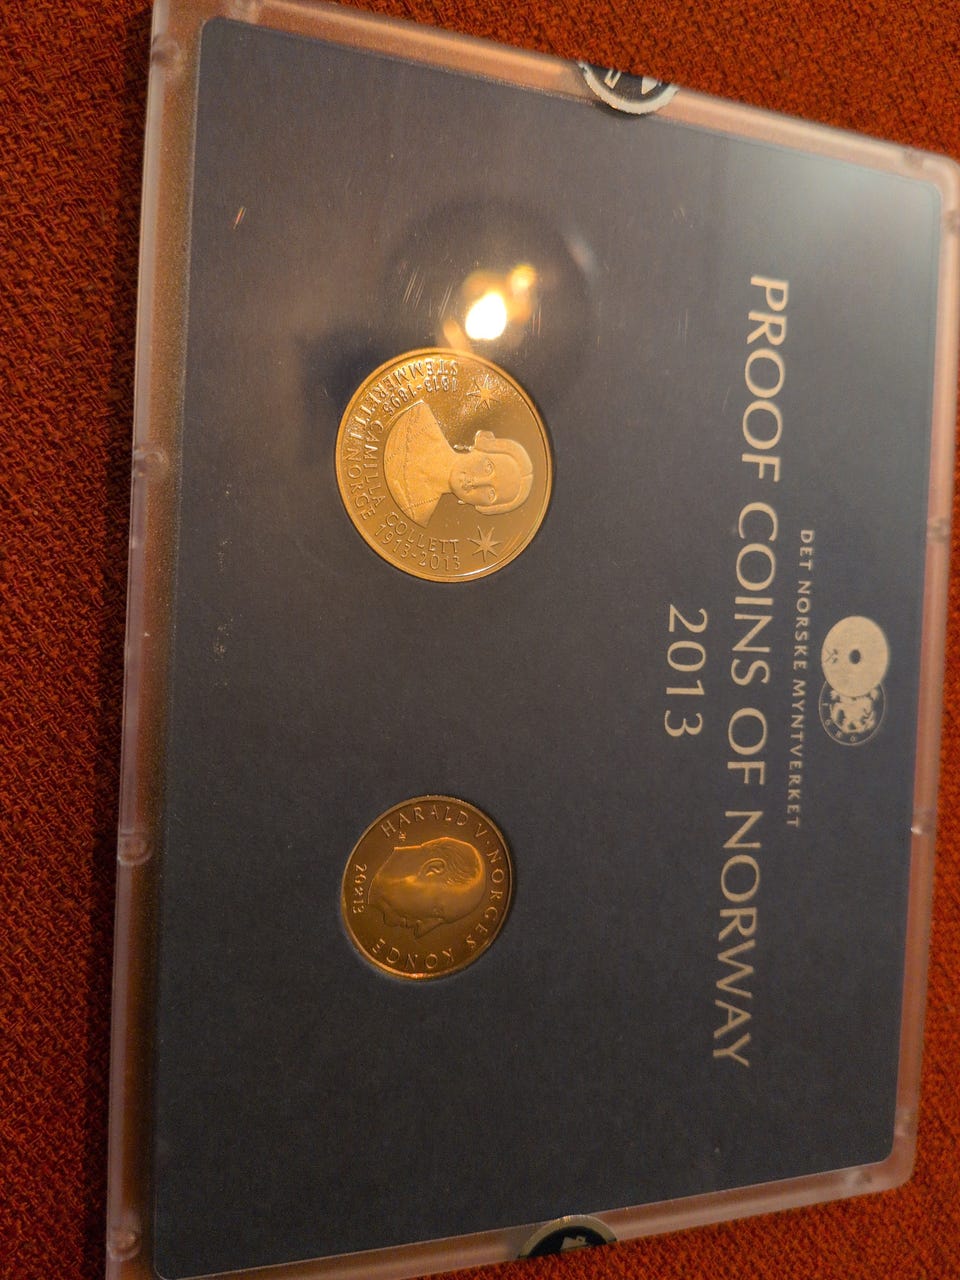 1686
DET NORSKE MYNTVERKET
PROOF COINS OF NORWAY
2013
1813-1895 CAMILLA COLLETT
STEMMERETT I NORGE 1913-2013
HARALD V · NORGES KONGE
2013